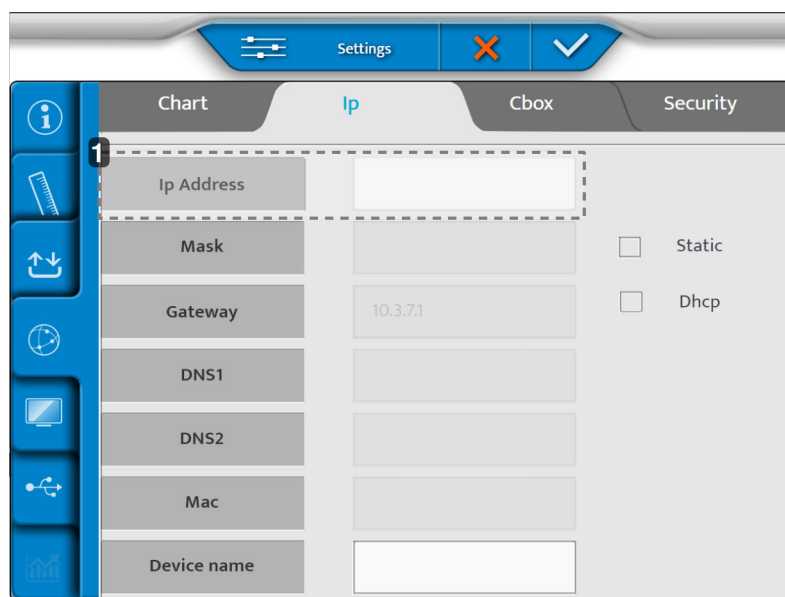 Settings
Chart Ip Cbox Security
1
Ip Address
Mask Static
Gateway 10.3.7.1 Dhcp
DNS1
DNS2
Mac
Device name